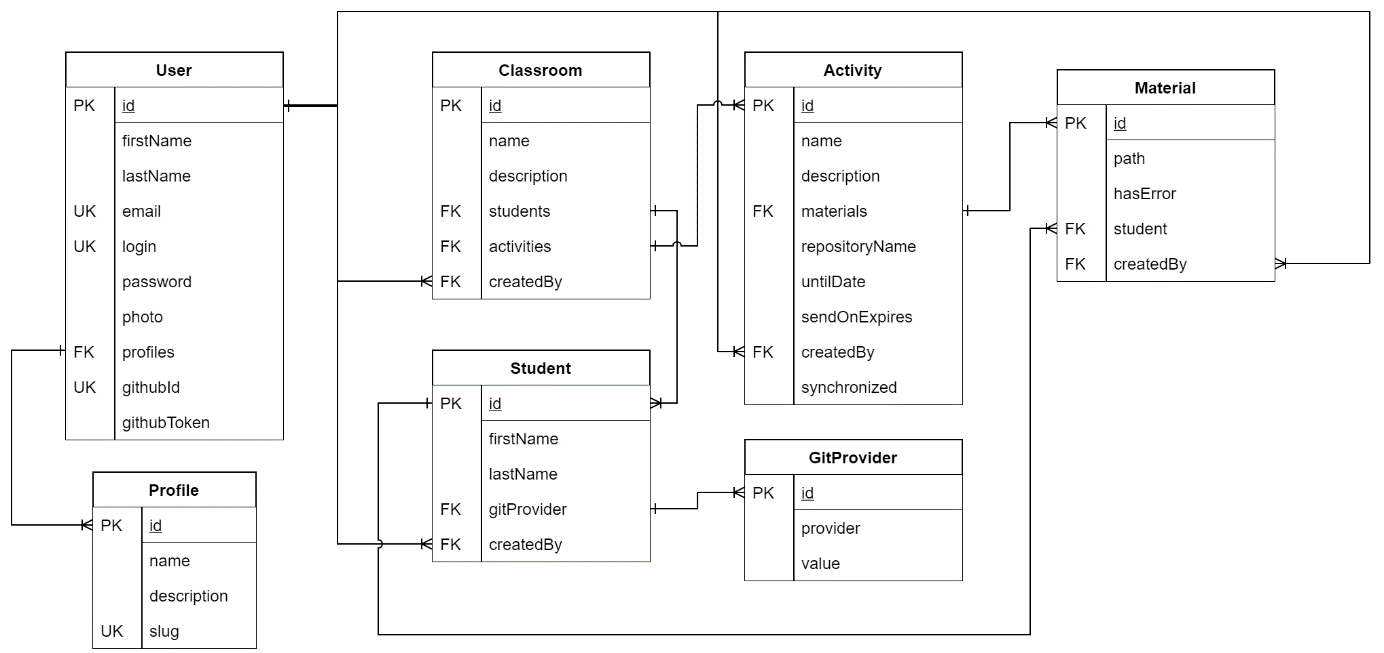 User
PK id
firstName
lastName
UK email
UK login
password
photo
FK profiles
UK githubId
githubToken
Profile
PK id
name
description
UK slug
Classroom
PK id
name
description
FK students
FK activities
FK createdBy
Student
PK id
firstName
lastName
FK gitProvider
FK createdBy
Activity
PK id
name
description
FK materials
repositoryName
untilDate
sendOnExpires
FK createdBy
synchronized
GitProvider
PK id
provider
value
Material
PK id
path
hasError
FK student
FK createdBy